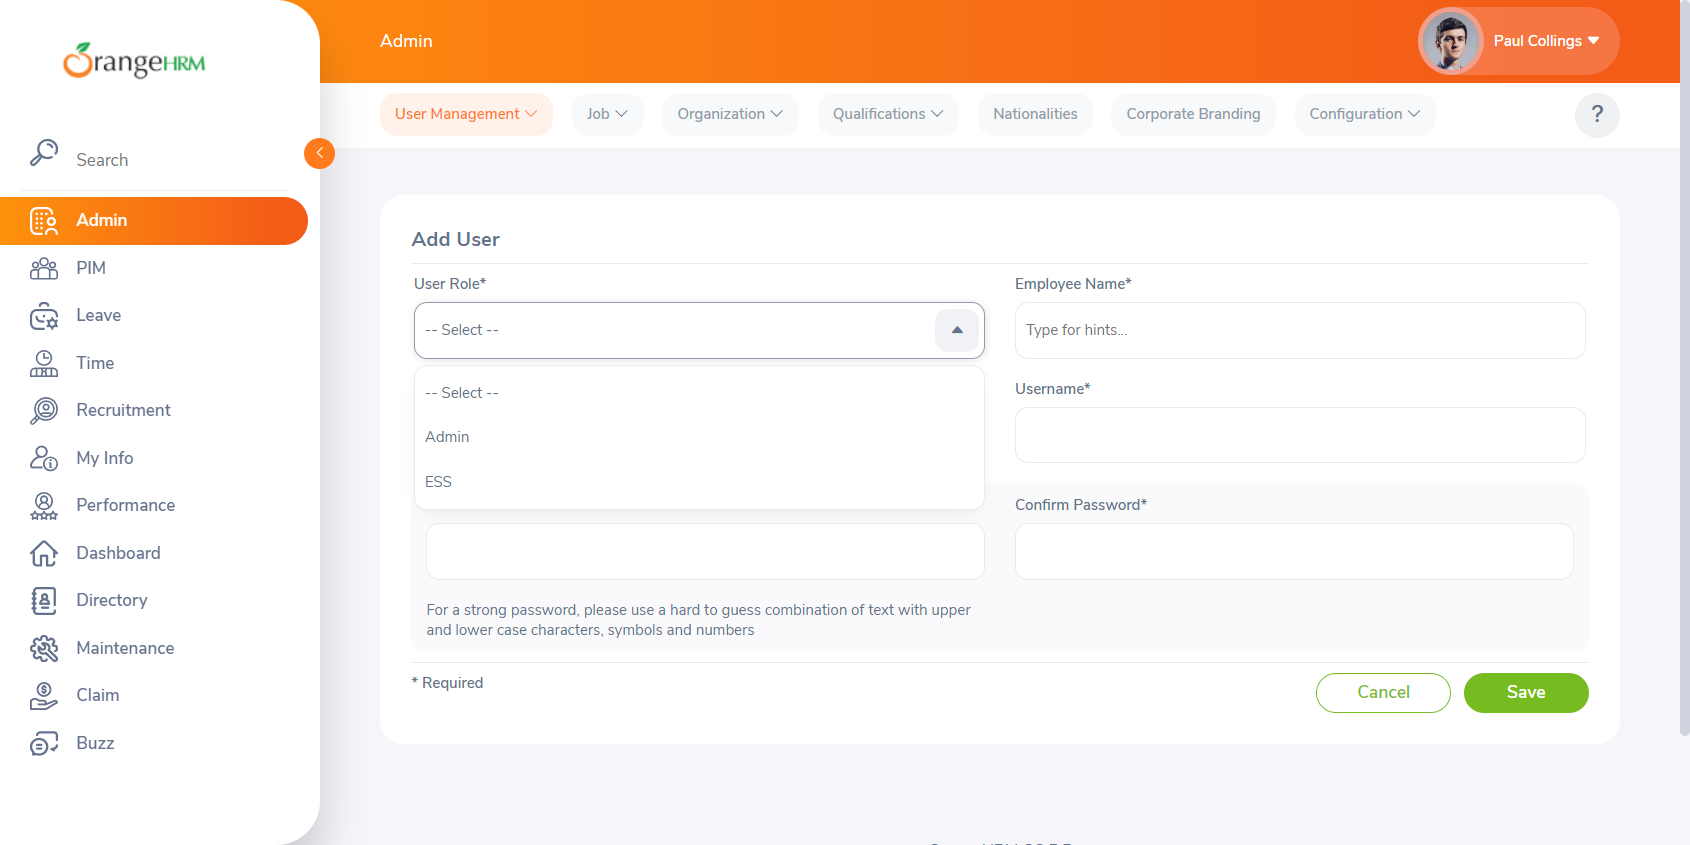 OrangeHRM
Admin
Paul Collings
User Management
Job
Organization
Qualifications
Nationalities
Corporate Branding
Configuration
?
Search
Admin
PIM
Leave
Time
Recruitment
My Info
Performance
Dashboard
Directory
Maintenance
Claim
Buzz
Add User
User Role*
-- Select --
-- Select --
Admin
ESS
Employee Name*
Type for hints...
Username*
Confirm Password*
For a strong password, please use a hard to guess combination of text with upper
and lower case characters, symbols and numbers
* Required
Cancel
Save